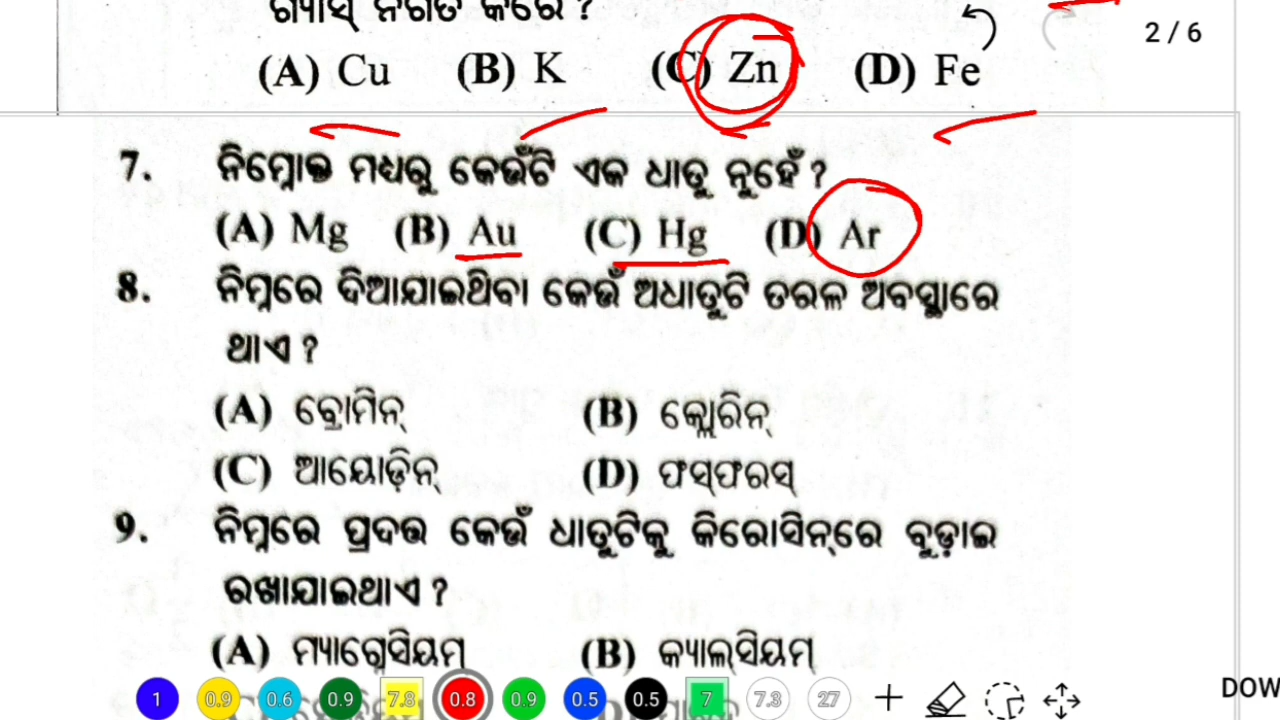 ଗ୍ୟାସ୍ ନିର୍ଗତ କରେ ?
(A) Cu (B) K (C) Zn (D) Fe
2 / 6
7. ନିମ୍ନୋକ୍ତ ମଧ୍ୟରୁ କେଉଁଟି ଏକ ଧାତୁ ନୁହେଁ ?
(A) Mg (B) Au (C) Hg (D) Ar
8. ନିମ୍ନରେ ଦିଆଯାଇଥିବା କେଉଁ ଅଧାତୁଟି ତରଳ ଅବସ୍ଥାରେ
ଥାଏ ?
(A) ବ୍ରୋମିନ୍ (B) କ୍ଲୋରିନ୍
(C) ଆୟୋଡ଼ିନ୍ (D) ଫସ୍‌ଫରସ୍
9. ନିମ୍ନରେ ପ୍ରଦତ୍ତ କେଉଁ ଧାତୁଟିକୁ କିରୋସିନ୍‌ରେ ବୁଡ଼ାଇ
ରଖାଯାଇଥାଏ ?
(A) ମ୍ୟାଗ୍ନେସିୟମ୍ (B) କ୍ୟାଲ୍‌ସିୟମ୍
1 0.9 0.6 0.9 7.8 0.8 0.9 0.5 0.5 7 7.3 27
DOW